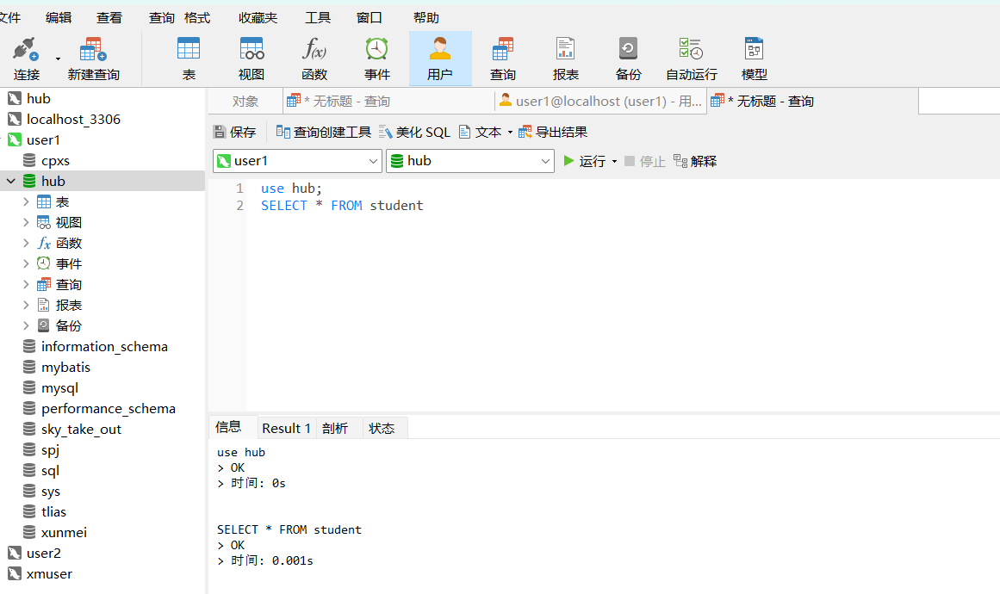 文件 编辑 查看 查询 格式 收藏夹 工具 窗口 帮助
连接 新建查询 表 视图 函数 事件 用户 查询 报表 备份 自动运行 模型
hub
localhost_3306
user1
cpxs
hub
表
视图
函数
事件
查询
报表
备份
information_schema
mybatis
mysql
performance_schema
sky_take_out
spj
sql
sys
tlias
xunmei
user2
xmuser
对象 * 无标题 - 查询 user1@localhost (user1) - 用... * 无标题 - 查询
保存 查询创建工具 美化 SQL 文本 导出结果
user1 hub 运行 停止 解释
1 use hub;
2 SELECT * FROM student
信息 Result 1 剖析 状态
use hub
> OK
> 时间: 0s
SELECT * FROM student
> OK
> 时间: 0.001s